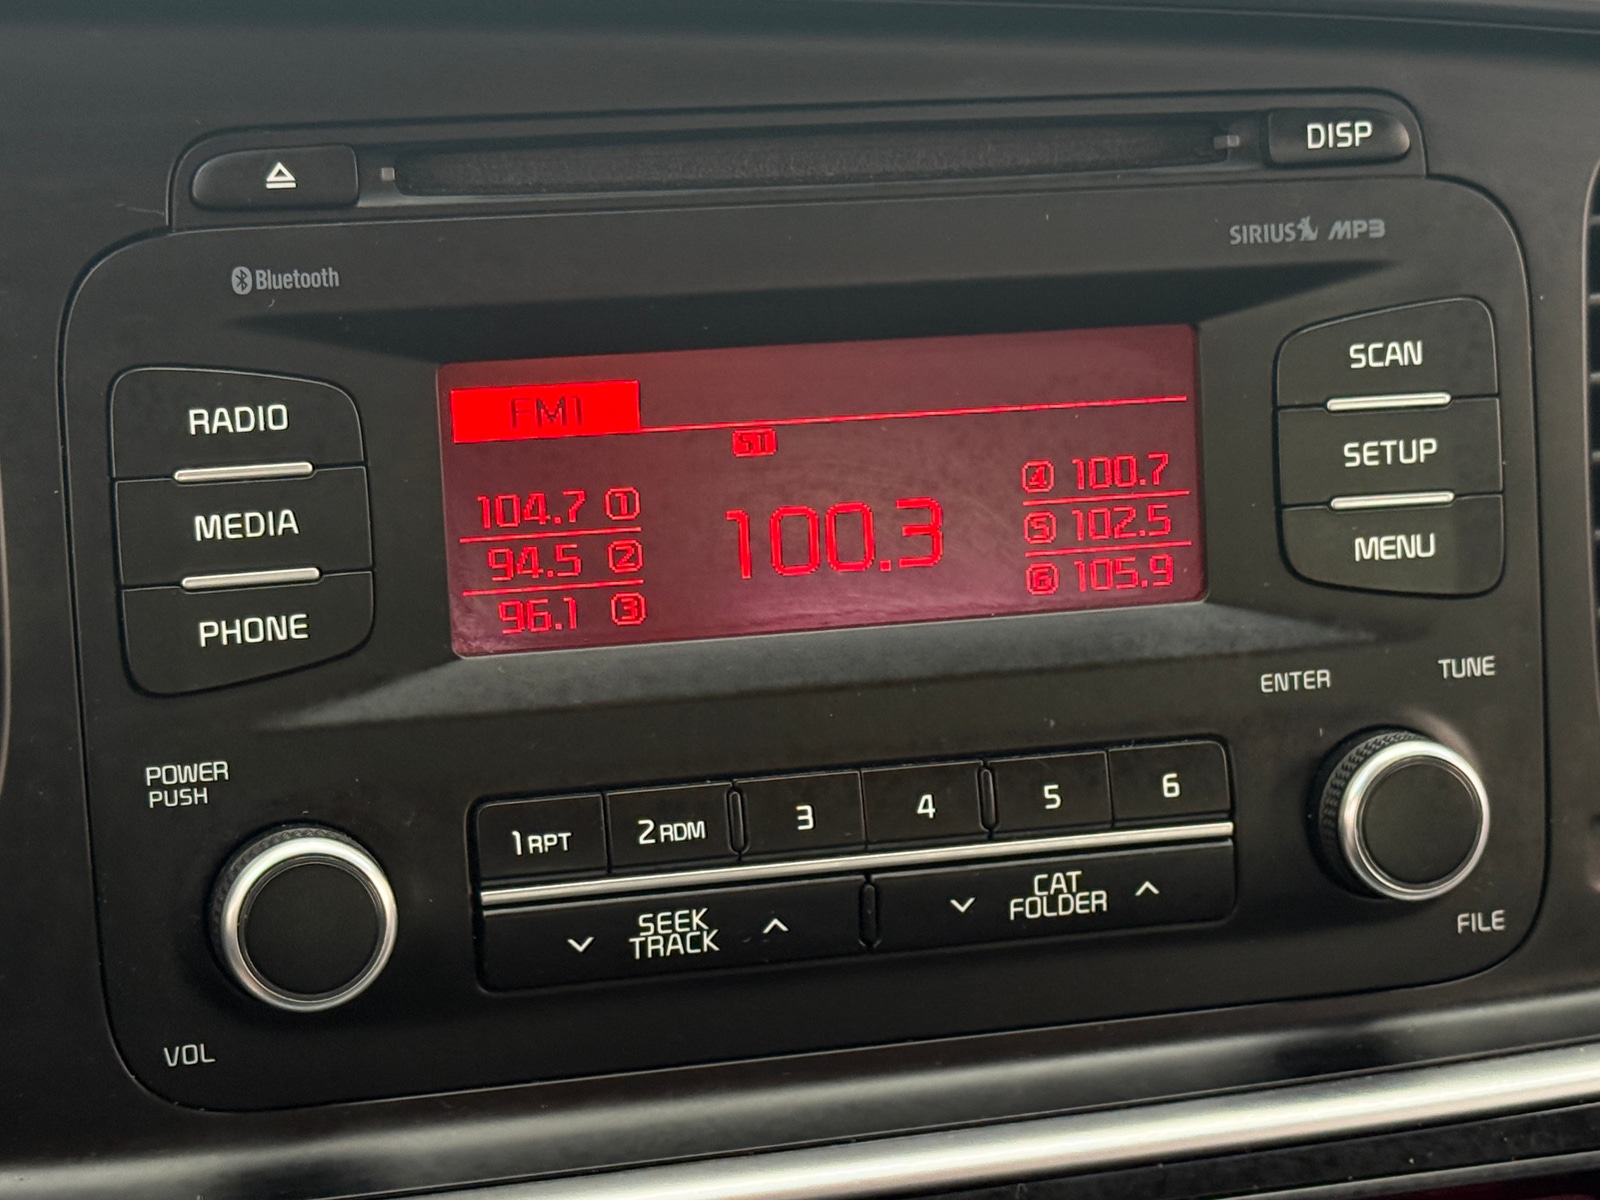 DISP
SIRIUS MP3
Bluetooth
RADIO
MEDIA
PHONE
FM1
ST
104.7 1
94.5 2
96.1 3
100.3
4 100.7
5 102.5
6 105.9
SCAN
SETUP
MENU
ENTER
TUNE
FILE
POWER
PUSH
VOL
1 RPT
2 RDM
3
4
5
6
SEEK
TRACK
CAT
FOLDER